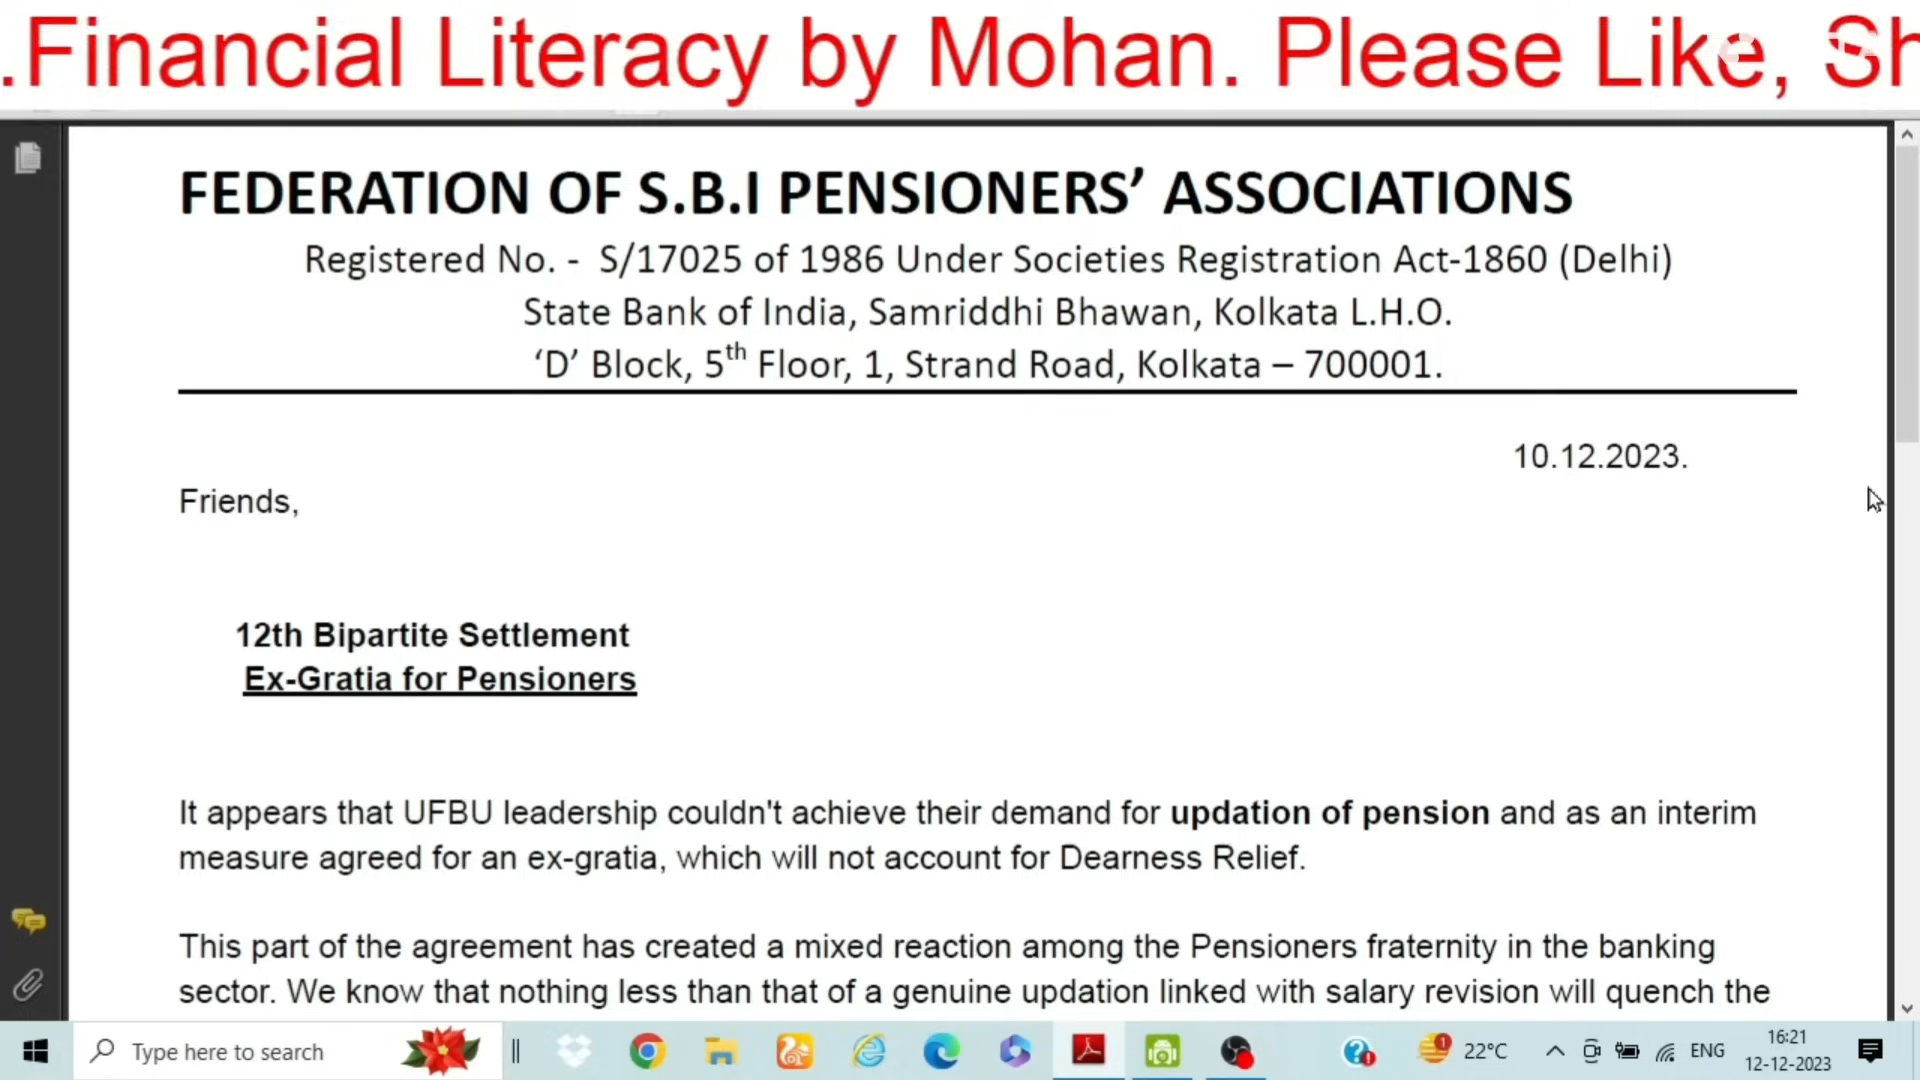 .Financial Literacy by Mohan. Please Like, Sh
FEDERATION OF S.B.I PENSIONERS’ ASSOCIATIONS
Registered No. - S/17025 of 1986 Under Societies Registration Act-1860 (Delhi)
State Bank of India, Samriddhi Bhawan, Kolkata L.H.O.
‘D’ Block, 5th Floor, 1, Strand Road, Kolkata – 700001.
10.12.2023.
Friends,
12th Bipartite Settlement
Ex-Gratia for Pensioners
It appears that UFBU leadership couldn't achieve their demand for updation of pension and as an interim
measure agreed for an ex-gratia, which will not account for Dearness Relief.
This part of the agreement has created a mixed reaction among the Pensioners fraternity in the banking
sector. We know that nothing less than that of a genuine updation linked with salary revision will quench the
Type here to search
22°C
ENG
16:21
12-12-2023